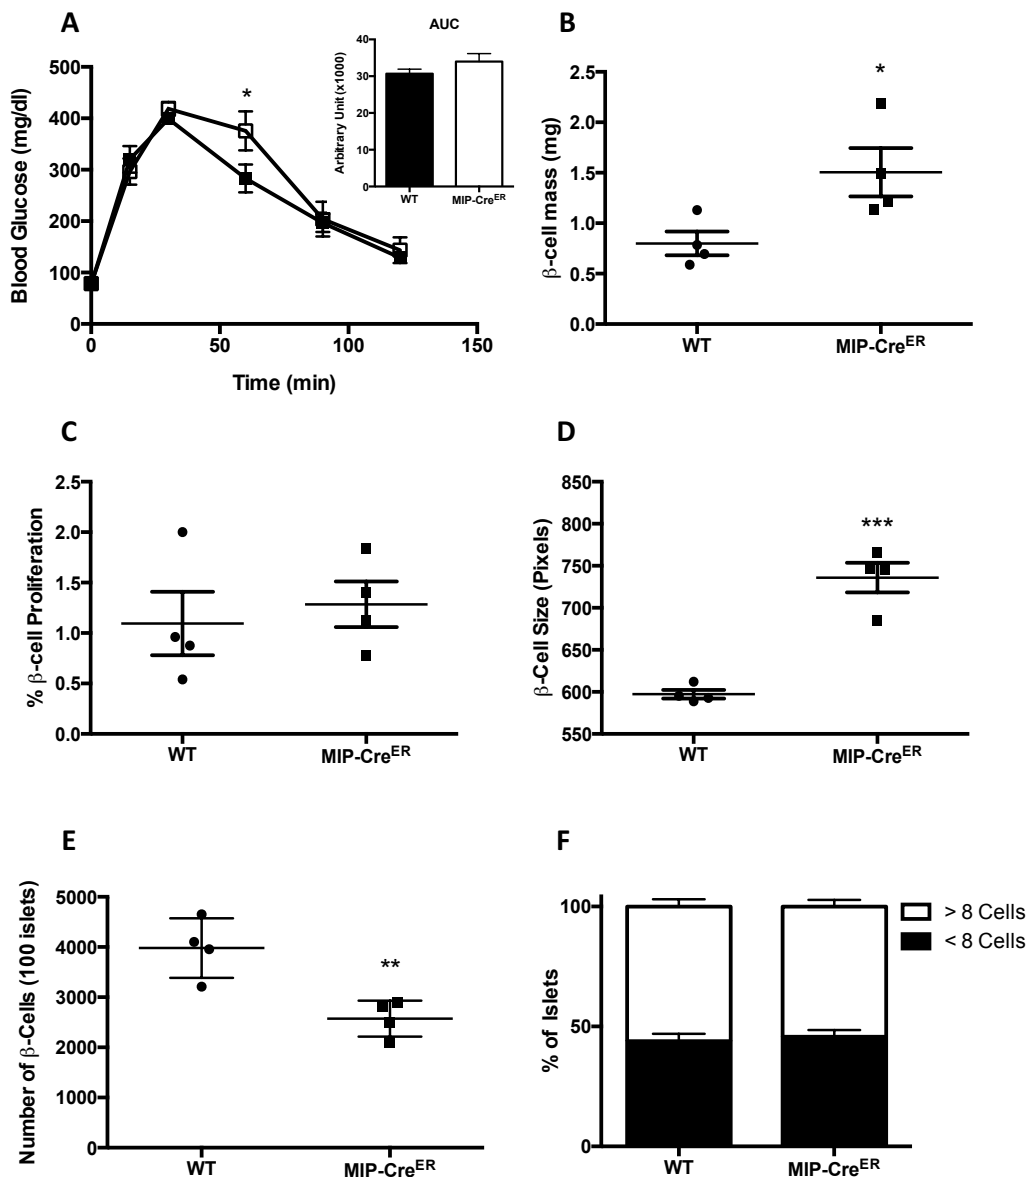 A
AUC
Arbitrary Unit (x1000)
40
30
20
10
0
WT
MIP-Cre^ER
*
Blood Glucose (mg/dl)
500
400
300
200
100
0
0
50
100
150
Time (min)
B
*
β-cell mass (mg)
2.5
2.0
1.5
1.0
0.5
0.0
WT
MIP-Cre^ER
C
% β-cell Proliferation
2.5
2.0
1.5
1.0
0.5
0.0
WT
MIP-Cre^ER
D
***
β-Cell Size (Pixels)
850
800
750
700
650
600
550
WT
MIP-Cre^ER
E
**
Number of β-Cells (100 islets)
5000
4000
3000
2000
1000
0
WT
MIP-Cre^ER
F
% of Islets
100
50
0
WT
MIP-Cre^ER
> 8 Cells
< 8 Cells